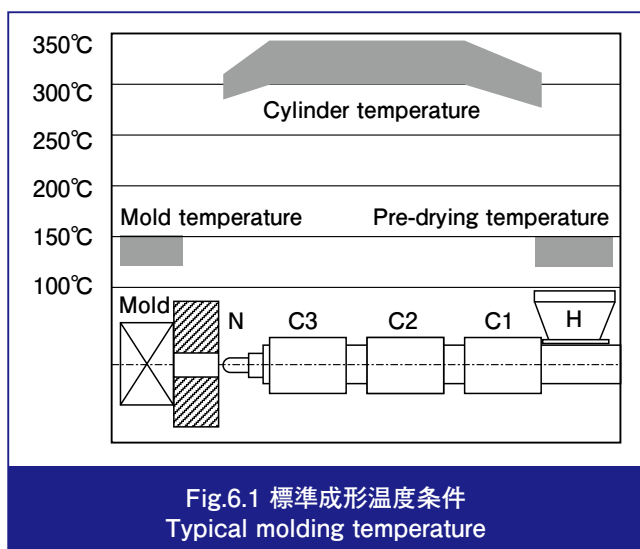 350℃
300℃
Cylinder temperature
250℃
200℃
Mold temperature
Pre-drying temperature
150℃
100℃
Mold
N
C3
C2
C1
H
Fig.6.1 標準成形温度条件
Typical molding temperature